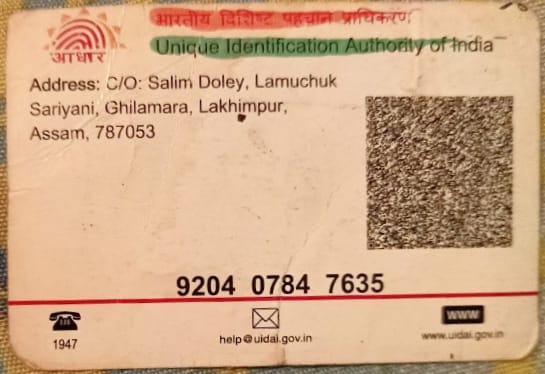 भारतीय विशिष्ट पहचान प्राधिकरण
Unique Identification Authority of India
आधार
Address: C/O: Salim Doley, Lamuchuk
Sariyani, Ghilamara, Lakhimpur,
Assam, 787053
9204 0784 7635
1947
help@uidai.gov.in
www
www.uidai.gov.in